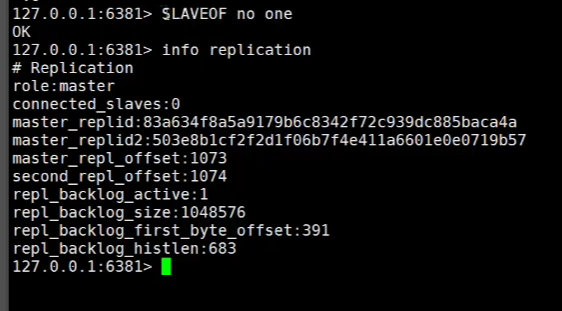 127.0.0.1:6381> SLAVEOF no one
OK
127.0.0.1:6381> info replication
# Replication
role:master
connected_slaves:0
master_replid:83a634f8a5a9179b6c8342f72c939dc885baca4a
master_replid2:503e8b1cf2f2d1f06b7f4e411a6601e0e0719b57
master_repl_offset:1073
second_repl_offset:1074
repl_backlog_active:1
repl_backlog_size:1048576
repl_backlog_first_byte_offset:391
repl_backlog_histlen:683
127.0.0.1:6381>